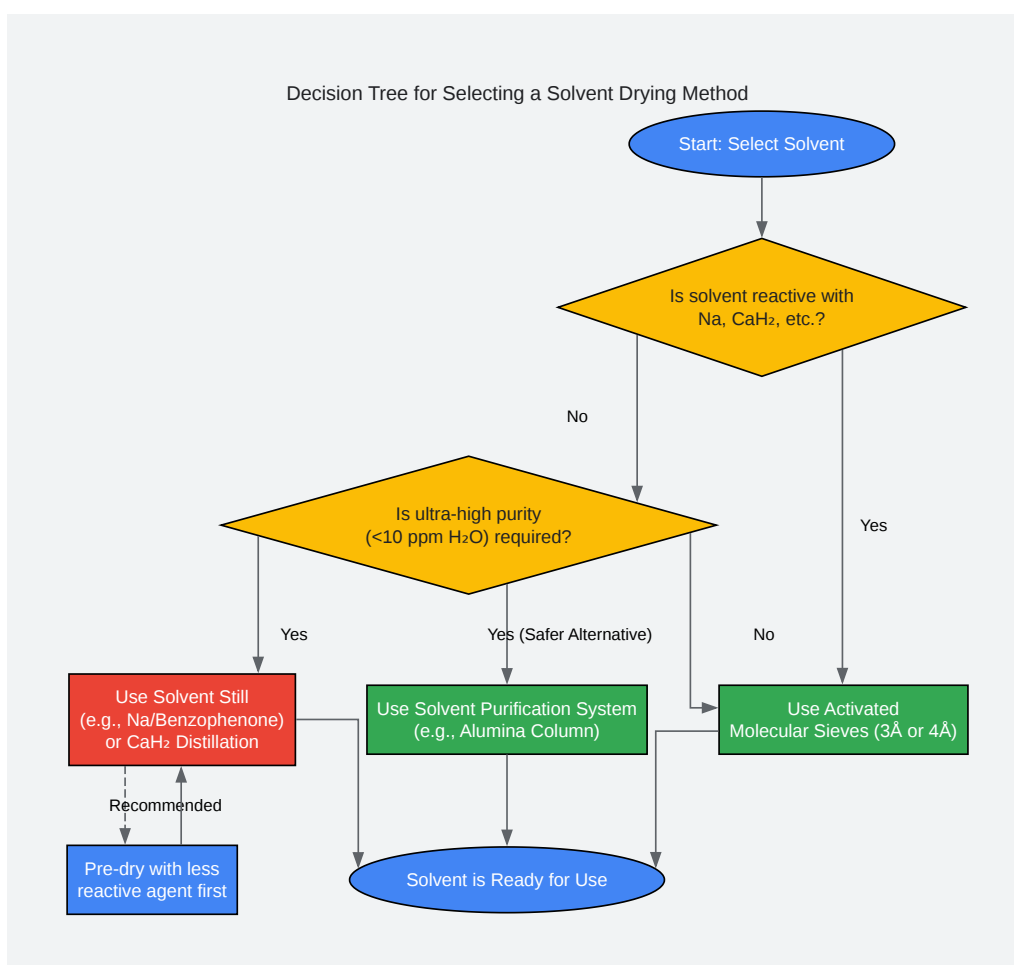 Decision Tree for Selecting a Solvent Drying Method
Start: Select Solvent
Is solvent reactive with
Na, CaH₂, etc.?
No
Yes
Is ultra-high purity
(<10 ppm H₂O) required?
Yes
Yes (Safer Alternative)
No
Use Solvent Still
(e.g., Na/Benzophenone)
or CaH₂ Distillation
Use Solvent Purification System
(e.g., Alumina Column)
Use Activated
Molecular Sieves (3Å or 4Å)
Recommended
Pre-dry with less
reactive agent first
Solvent is Ready for Use